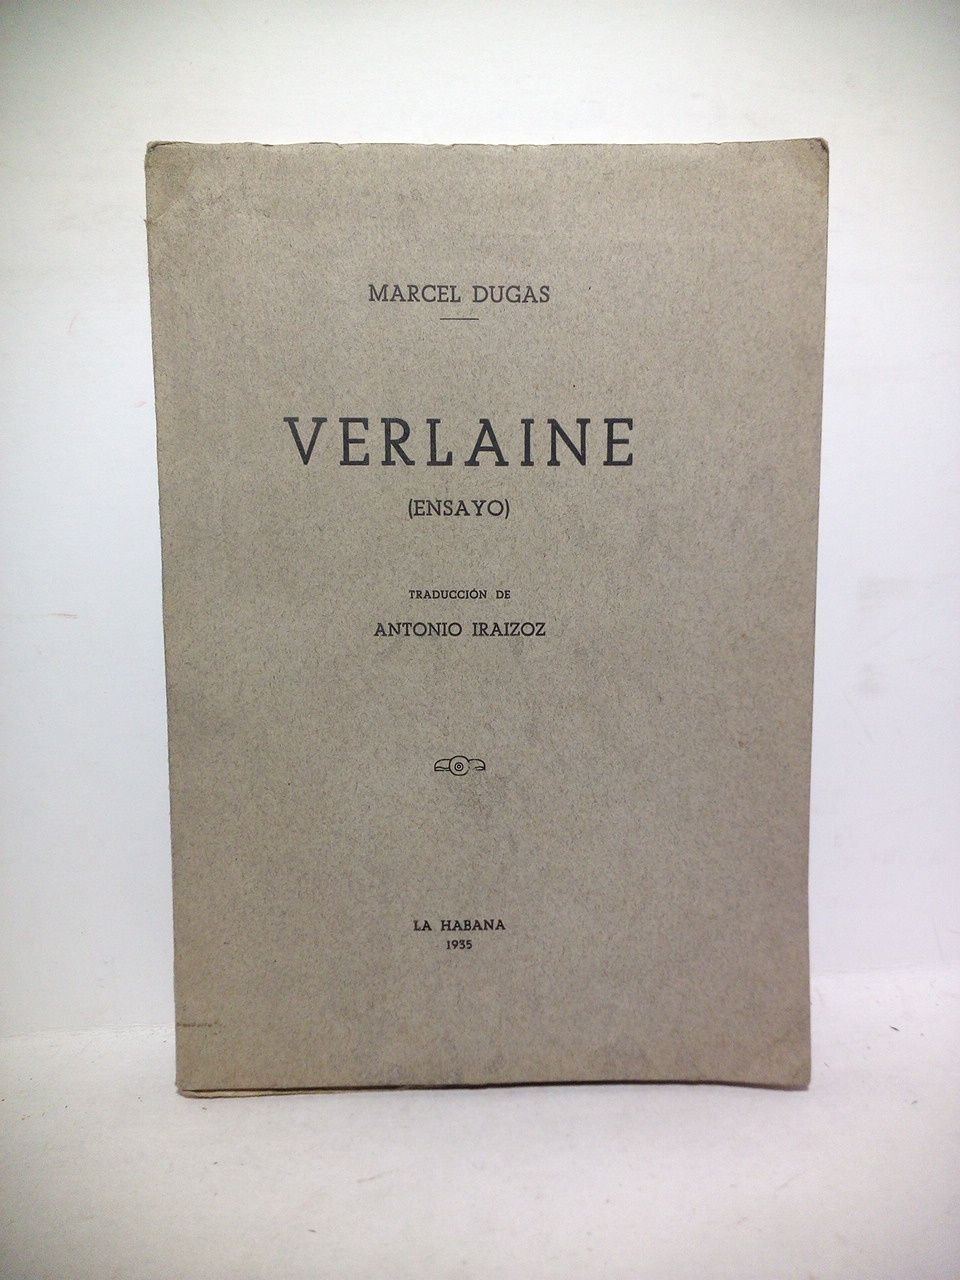 MARCEL DUGAS
VERLAINE
(ENSAYO)
TRADUCCIÓN DE
ANTONIO IRAIZOZ
LA HABANA
1935